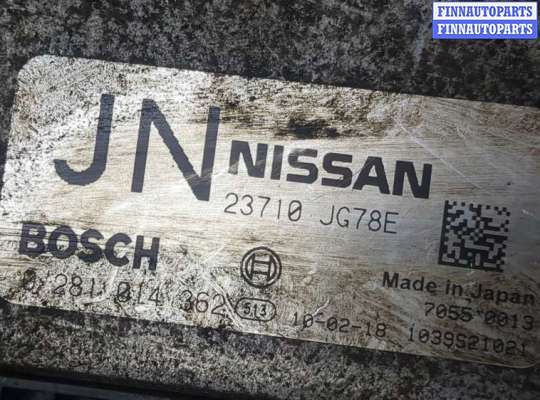 FINNAUTOPARTS
FINNAUTOPARTS
JN NISSAN
23710 JG78E
BOSCH
Made in Japan
0 281 014 362 513 10-02-18 7055 0013
1039S21021